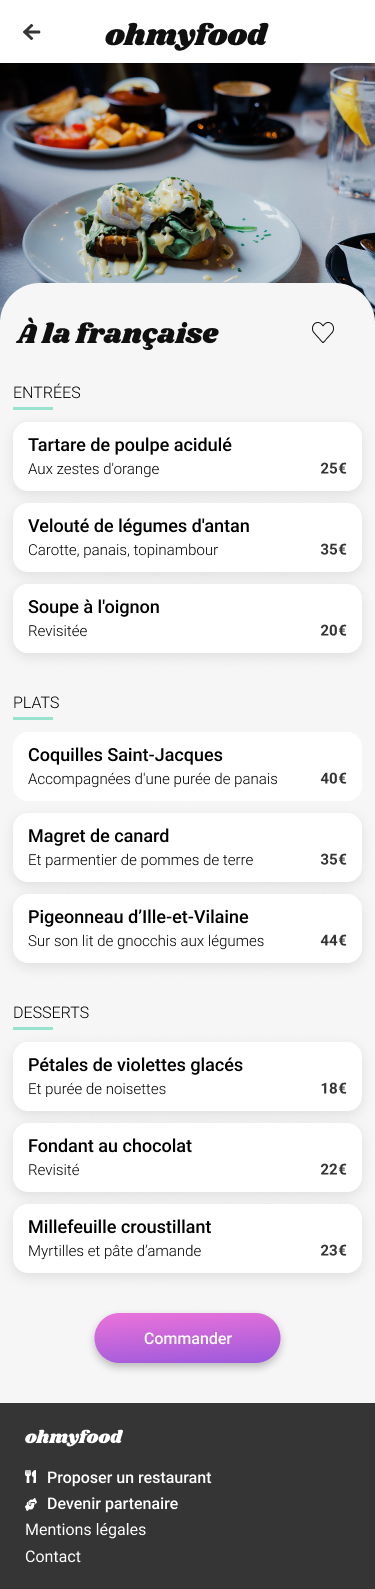 ohmyfood
À la française
ENTRÉES
Tartare de poulpe acidulé
Aux zestes d'orange 25€
Velouté de légumes d'antan
Carotte, panais, topinambour 35€
Soupe à l'oignon
Revisitée 20€
PLATS
Coquilles Saint-Jacques
Accompagnées d'une purée de panais 40€
Magret de canard
Et parmentier de pommes de terre 35€
Pigeonneau d’Ille-et-Vilaine
Sur son lit de gnocchis aux légumes 44€
DESSERTS
Pétales de violettes glacés
Et purée de noisettes 18€
Fondant au chocolat
Revisité 22€
Millefeuille croustillant
Myrtilles et pâte d’amande 23€
Commander
ohmyfood
Proposer un restaurant
Devenir partenaire
Mentions légales
Contact